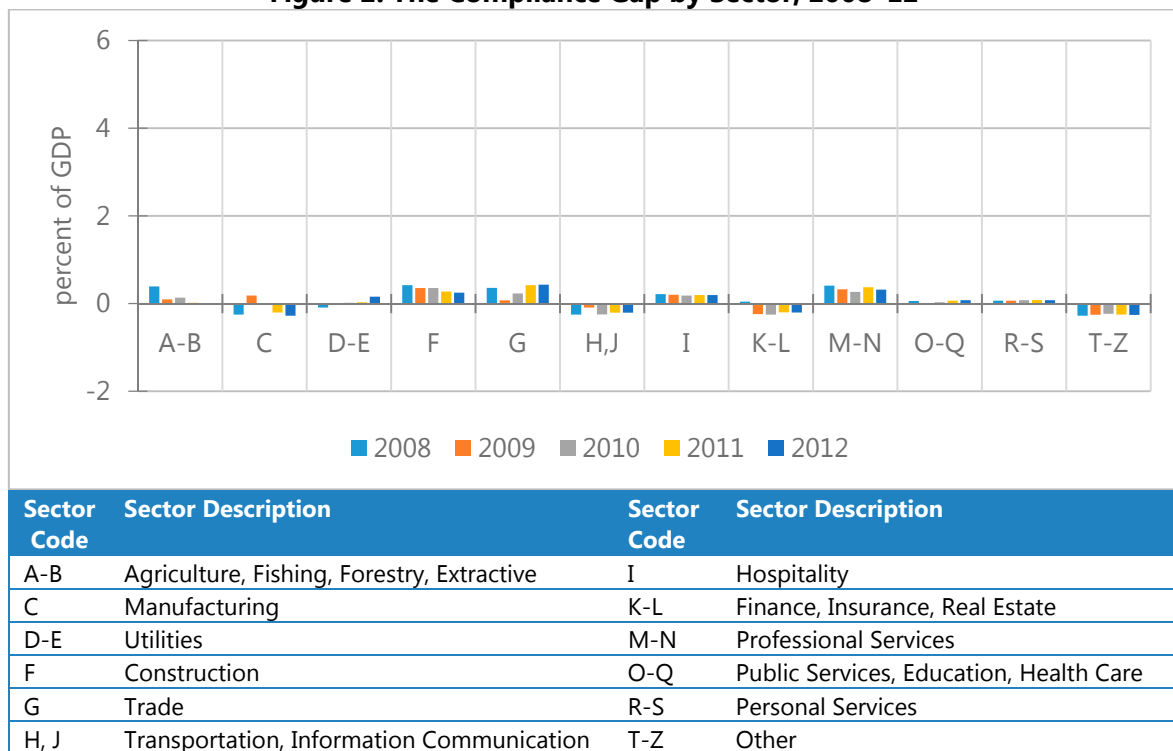 6
4
2
0
-2
percent of GDP
A-B C D-E F G H,J I K-L M-N O-Q R-S T-Z
2008 2009 2010 2011 2012
Sector Code Sector Description Sector Code Sector Description
A-B Agriculture, Fishing, Forestry, Extractive I Hospitality
C Manufacturing K-L Finance, Insurance, Real Estate
D-E Utilities M-N Professional Services
F Construction O-Q Public Services, Education, Health Care
G Trade R-S Personal Services
H, J Transportation, Information Communication T-Z Other